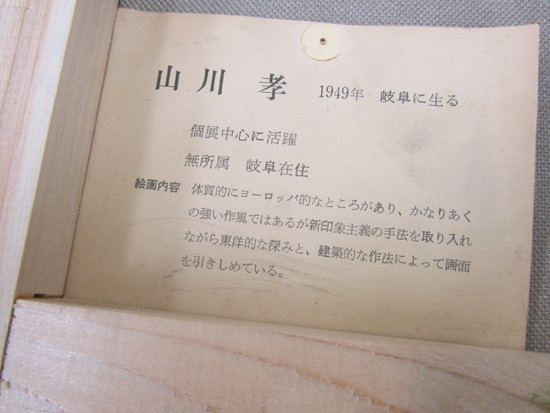 山川 孝 1949年 岐阜に生る
個展中心に活躍
無所属 岐阜在住
絵画内容 体質的にヨーロッパ的なところがあり、かなりあく
の強い作風ではあるが新印象主義の手法を取り入れ
ながら東洋的な深みと、建築的な作法によって画面
を引きしめている。